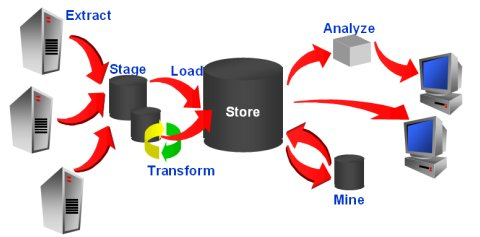 Extract
Stage
Load
Transform
Store
Analyze
Mine